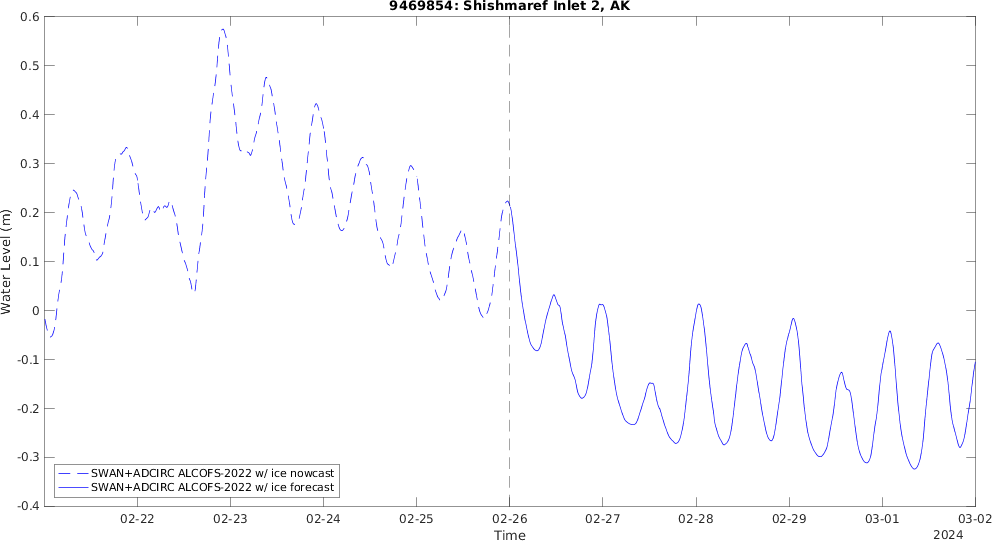 9469854: Shishmaref Inlet 2, AK
0.6
0.5
0.4
0.3
0.2
0.1
0
-0.1
-0.2
-0.3
-0.4
Water Level (m)
SWAN+ADCIRC ALCOFS-2022 w/ ice nowcast
SWAN+ADCIRC ALCOFS-2022 w/ ice forecast
02-22 02-23 02-24 02-25 02-26 02-27 02-28 02-29 03-01 03-02
Time
2024